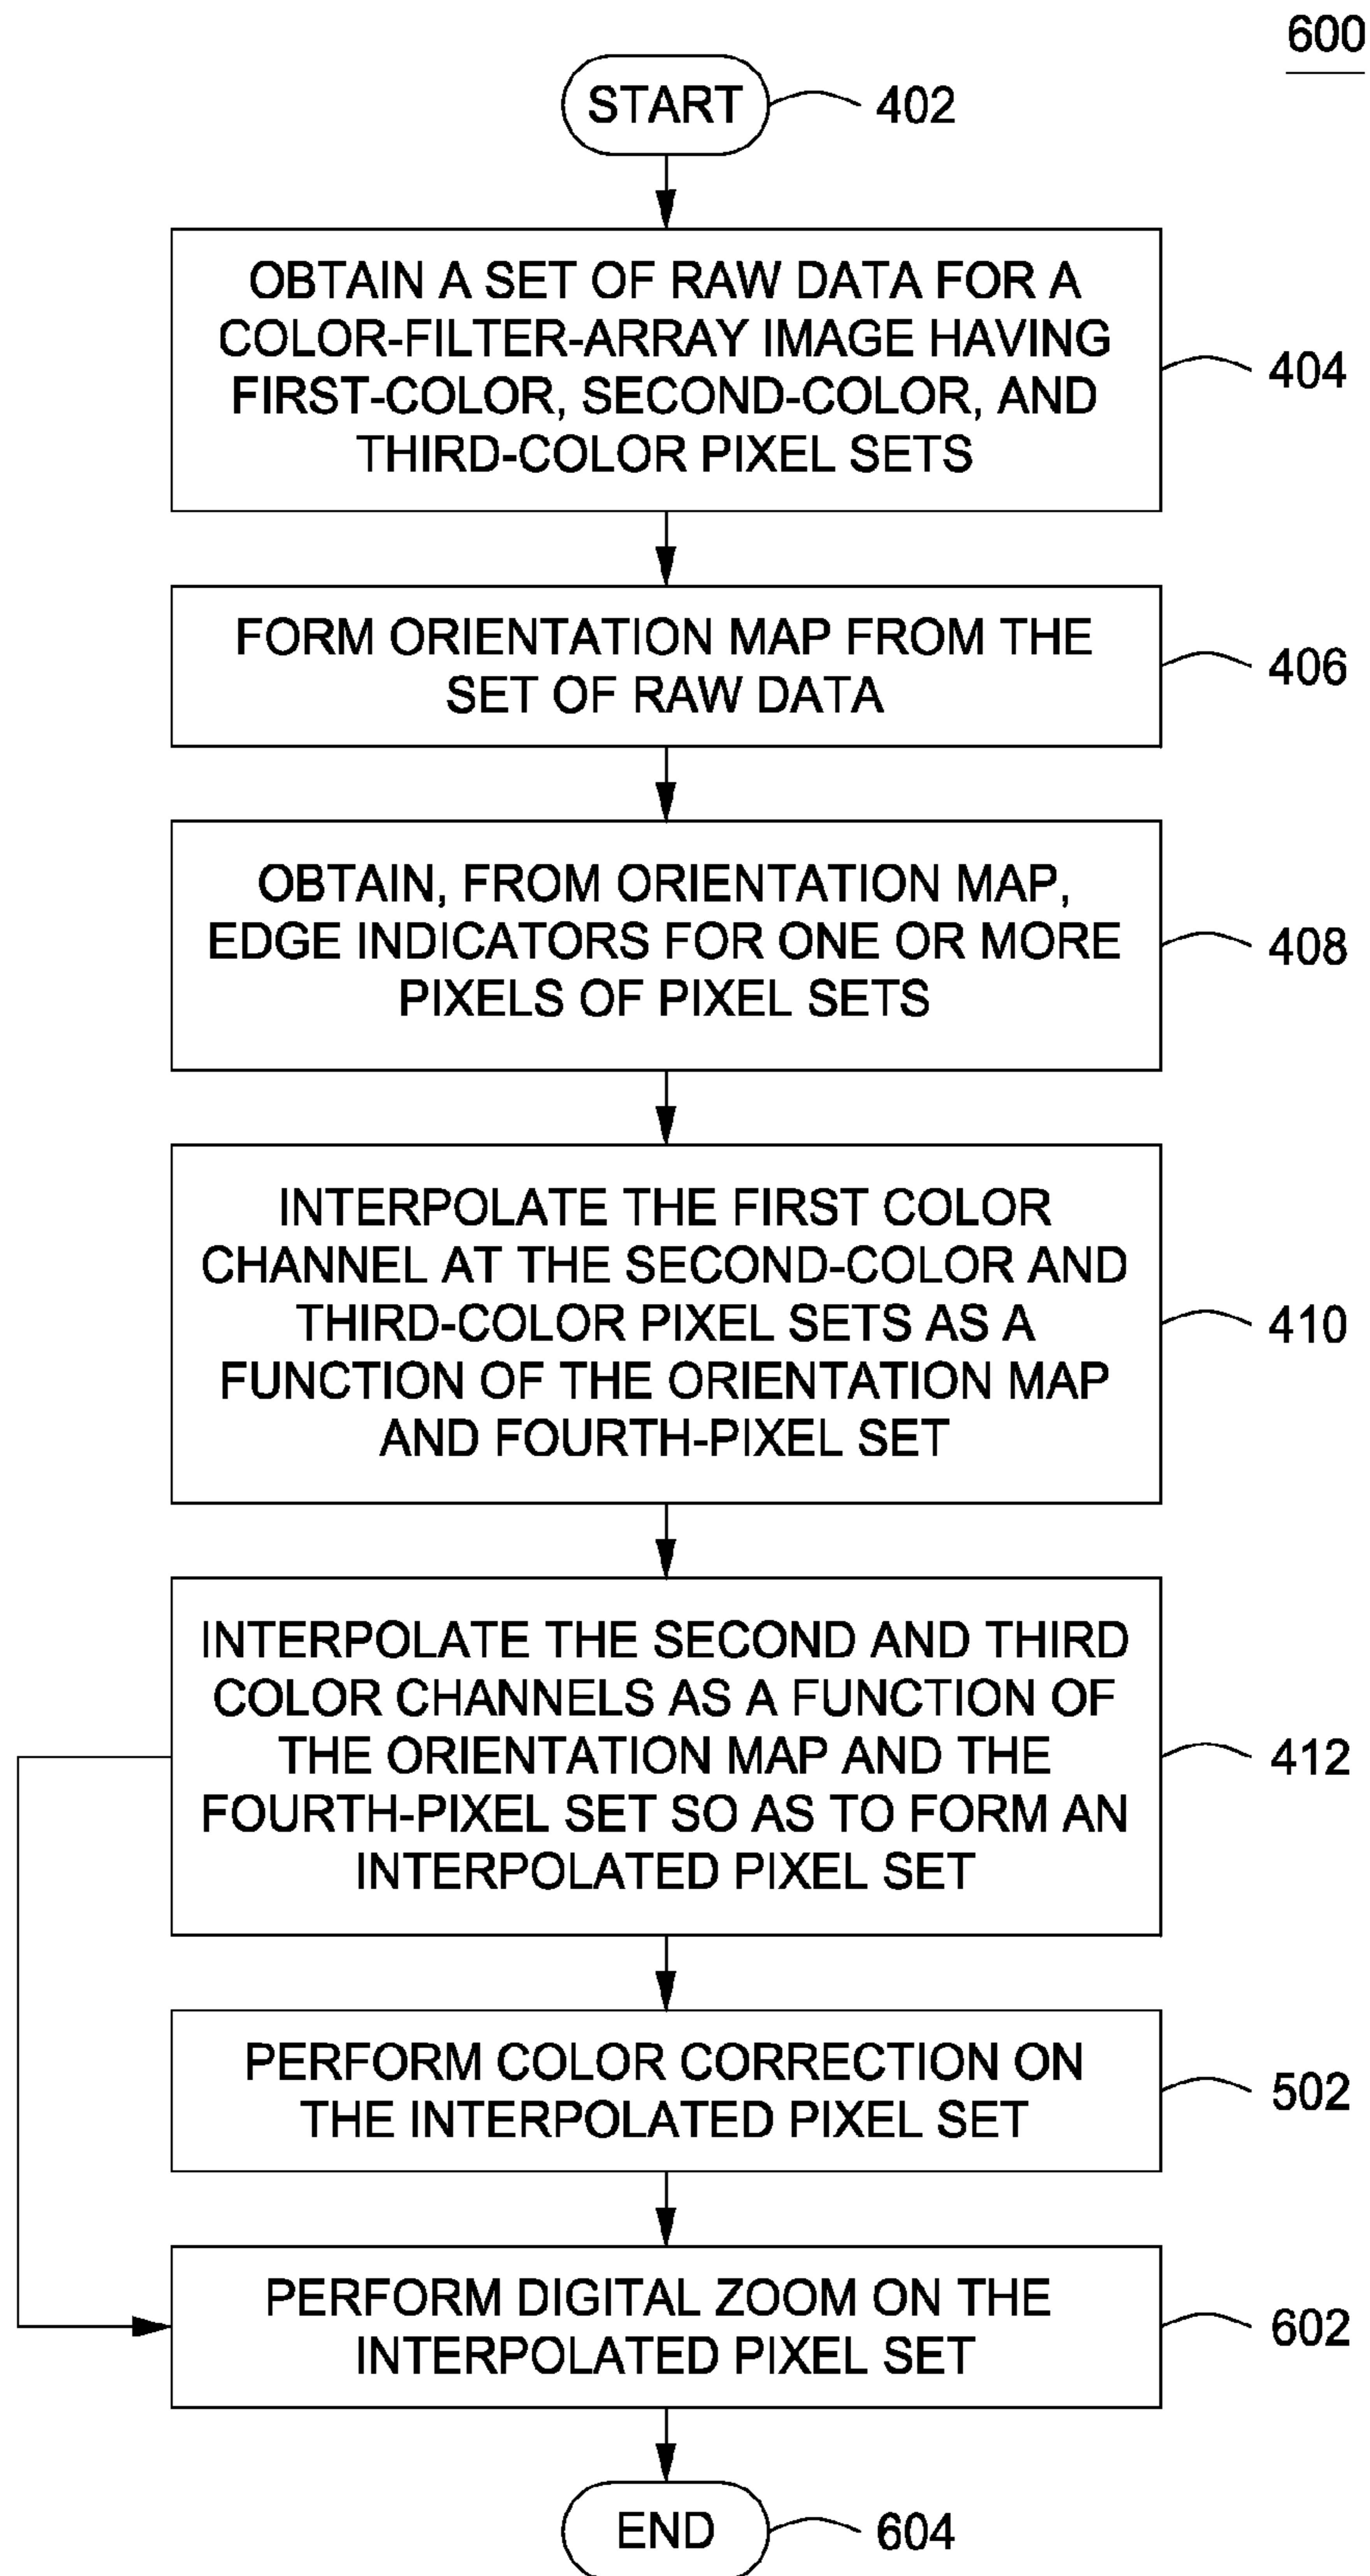 600
START
402
OBTAIN A SET OF RAW DATA FOR A
COLOR-FILTER-ARRAY IMAGE HAVING
FIRST-COLOR, SECOND-COLOR, AND
THIRD-COLOR PIXEL SETS
404
FORM ORIENTATION MAP FROM THE
SET OF RAW DATA
406
OBTAIN, FROM ORIENTATION MAP,
EDGE INDICATORS FOR ONE OR MORE
PIXELS OF PIXEL SETS
408
INTERPOLATE THE FIRST COLOR
CHANNEL AT THE SECOND-COLOR AND
THIRD-COLOR PIXEL SETS AS A
FUNCTION OF THE ORIENTATION MAP
AND FOURTH-PIXEL SET
410
INTERPOLATE THE SECOND AND THIRD
COLOR CHANNELS AS A FUNCTION OF
THE ORIENTATION MAP AND THE
FOURTH-PIXEL SET SO AS TO FORM AN
INTERPOLATED PIXEL SET
412
PERFORM COLOR CORRECTION ON
THE INTERPOLATED PIXEL SET
502
PERFORM DIGITAL ZOOM ON THE
INTERPOLATED PIXEL SET
602
END
604